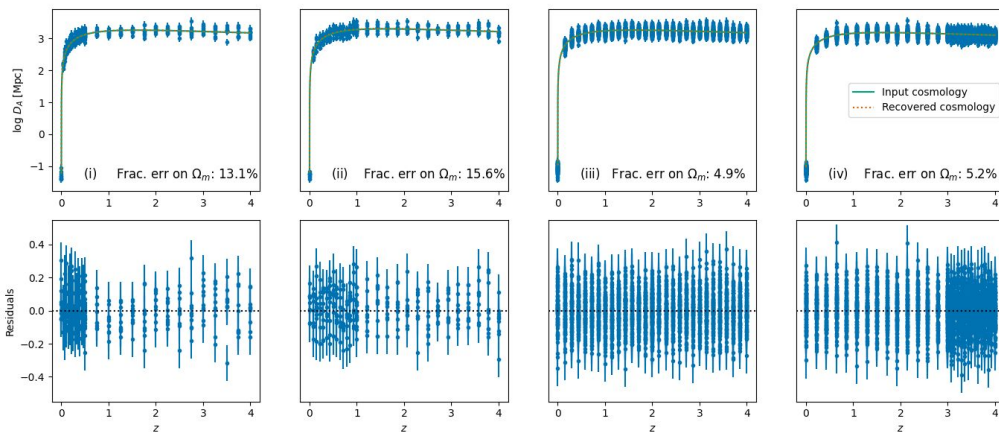 log D_A [Mpc]
3
2
1
0
−1
(i) Frac. err on Ω_m: 13.1%
0 1 2 3 4
(ii) Frac. err on Ω_m: 15.6%
0 1 2 3 4
(iii) Frac. err on Ω_m: 4.9%
0 1 2 3 4
Input cosmology
Recovered cosmology
(iv) Frac. err on Ω_m: 5.2%
0 1 2 3 4
Residuals
0.4
0.2
0.0
−0.2
−0.4
0 1 2 3 4
z
0 1 2 3 4
z
0 1 2 3 4
z
0 1 2 3 4
z